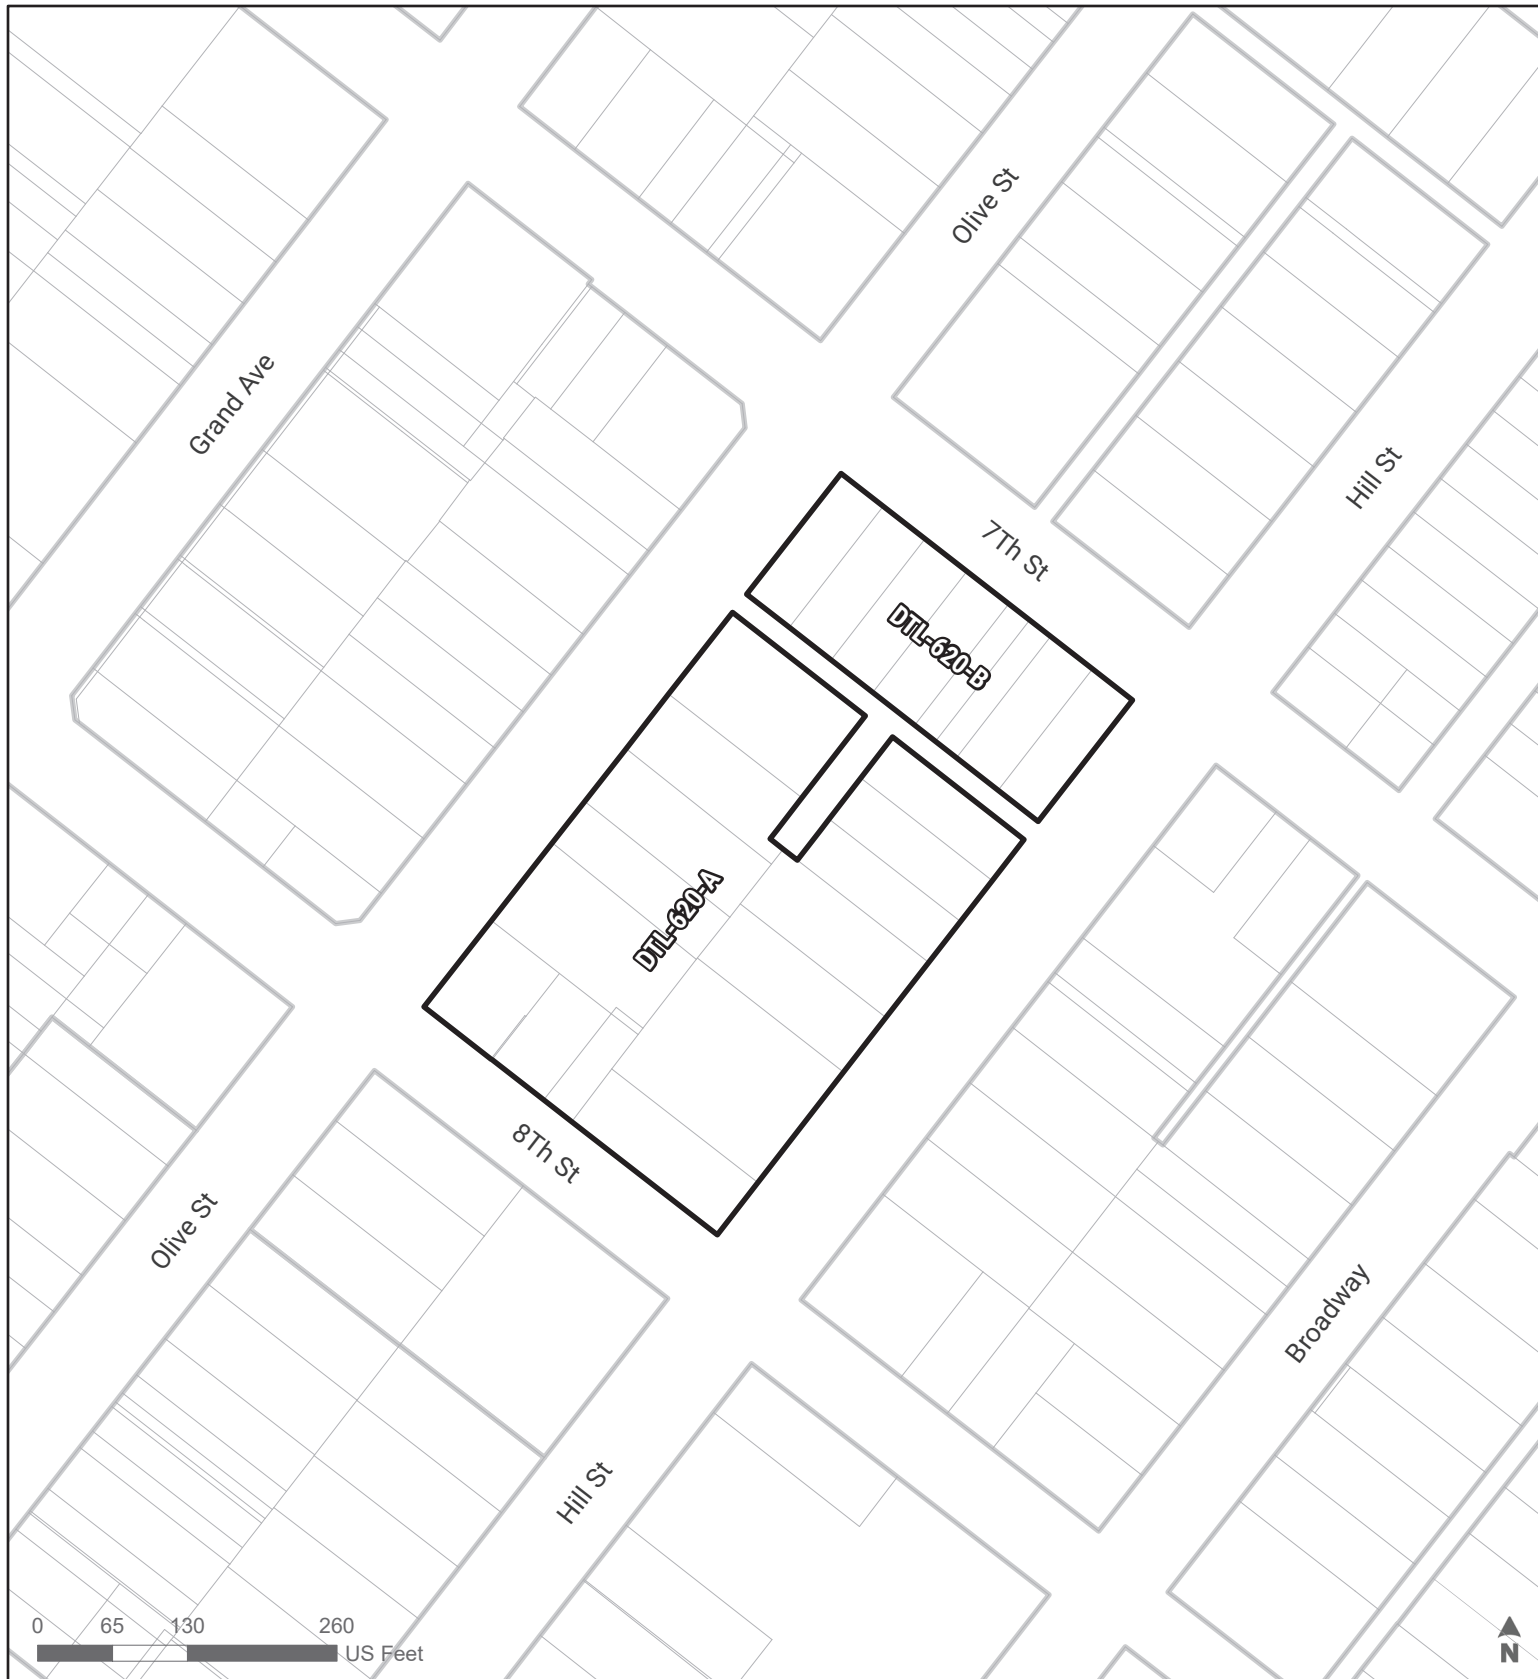 Olive St
Grand Ave
Hill St
7Th St
DTL-620-B
DTL-620-A
8Th St
Olive St
Broadway
Hill St
0 65 130 260
US Feet
N